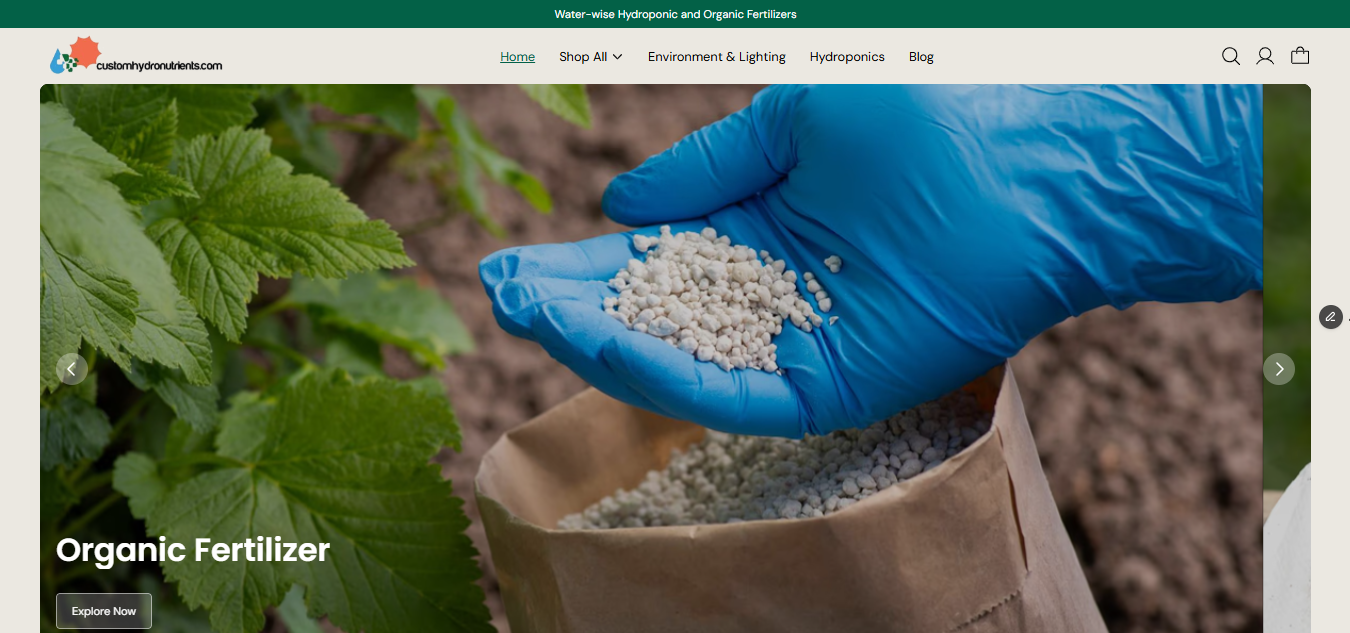 Water-wise Hydroponic and Organic Fertilizers
customhydronutrients.com
Home Shop All Environment & Lighting Hydroponics Blog
Organic Fertilizer
Explore Now